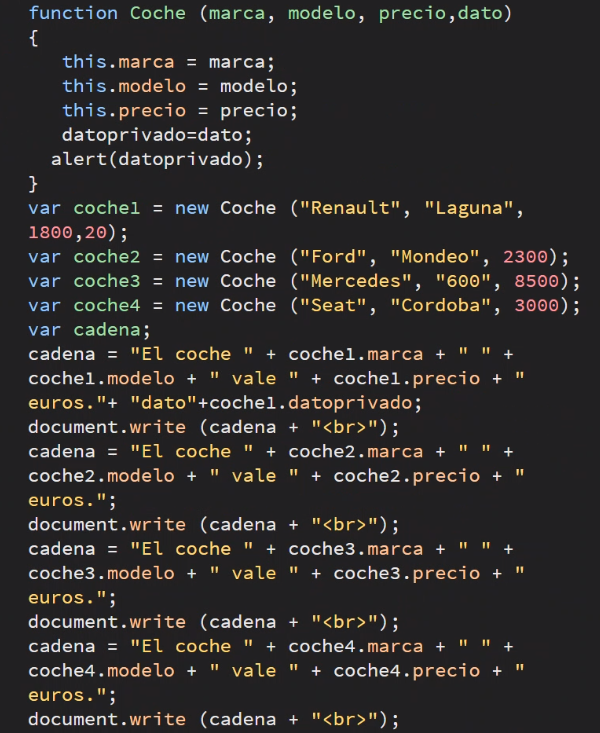 function Coche (marca, modelo, precio,dato)
{
   this.marca = marca;
   this.modelo = modelo;
   this.precio = precio;
   datoprivado=dato;
  alert(datoprivado);
}
var coche1 = new Coche ("Renault", "Laguna",
1800,20);
var coche2 = new Coche ("Ford", "Mondeo", 2300);
var coche3 = new Coche ("Mercedes", "600", 8500);
var coche4 = new Coche ("Seat", "Cordoba", 3000);
var cadena;
cadena = "El coche " + coche1.marca + " " +
coche1.modelo + " vale " + coche1.precio + "
euros."+ "dato"+coche1.datoprivado;
document.write (cadena + "<br>");
cadena = "El coche " + coche2.marca + " " +
coche2.modelo + " vale " + coche2.precio + "
euros.";
document.write (cadena + "<br>");
cadena = "El coche " + coche3.marca + " " +
coche3.modelo + " vale " + coche3.precio + "
euros.";
document.write (cadena + "<br>");
cadena = "El coche " + coche4.marca + " " +
coche4.modelo + " vale " + coche4.precio + "
euros.";
document.write (cadena + "<br>");